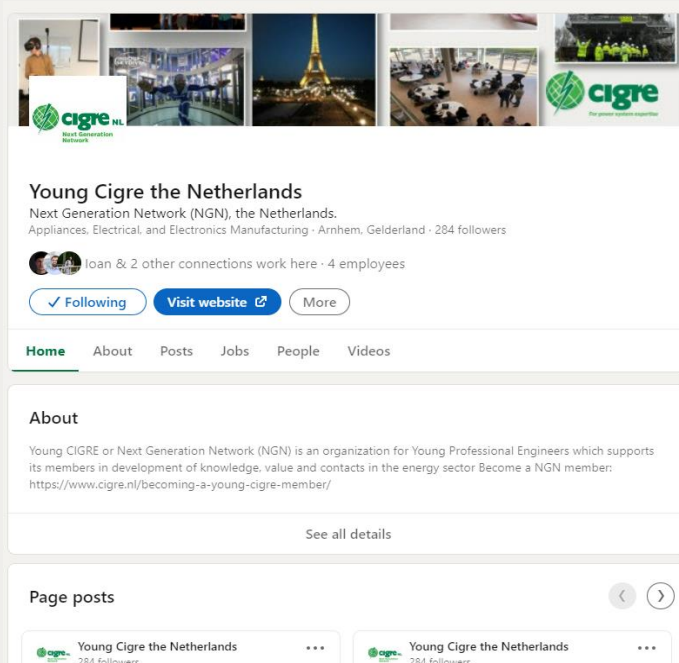 cigre
For power system expertise
cigre NL
Next Generation
Network
Young Cigre the Netherlands
Next Generation Network (NGN), the Netherlands.
Appliances, Electrical, and Electronics Manufacturing · Arnhem, Gelderland · 284 followers
Ioan & 2 other connections work here · 4 employees
✓ Following
Visit website
More
Home
About
Posts
Jobs
People
Videos
About
Young CIGRE or Next Generation Network (NGN) is an organization for Young Professional Engineers which supports
its members in development of knowledge, value and contacts in the energy sector Become a NGN member:
https://www.cigre.nl/becoming-a-young-cigre-member/
See all details
Page posts
cigre
Young Cigre the Netherlands
284 followers
cigre
Young Cigre the Netherlands
284 followers